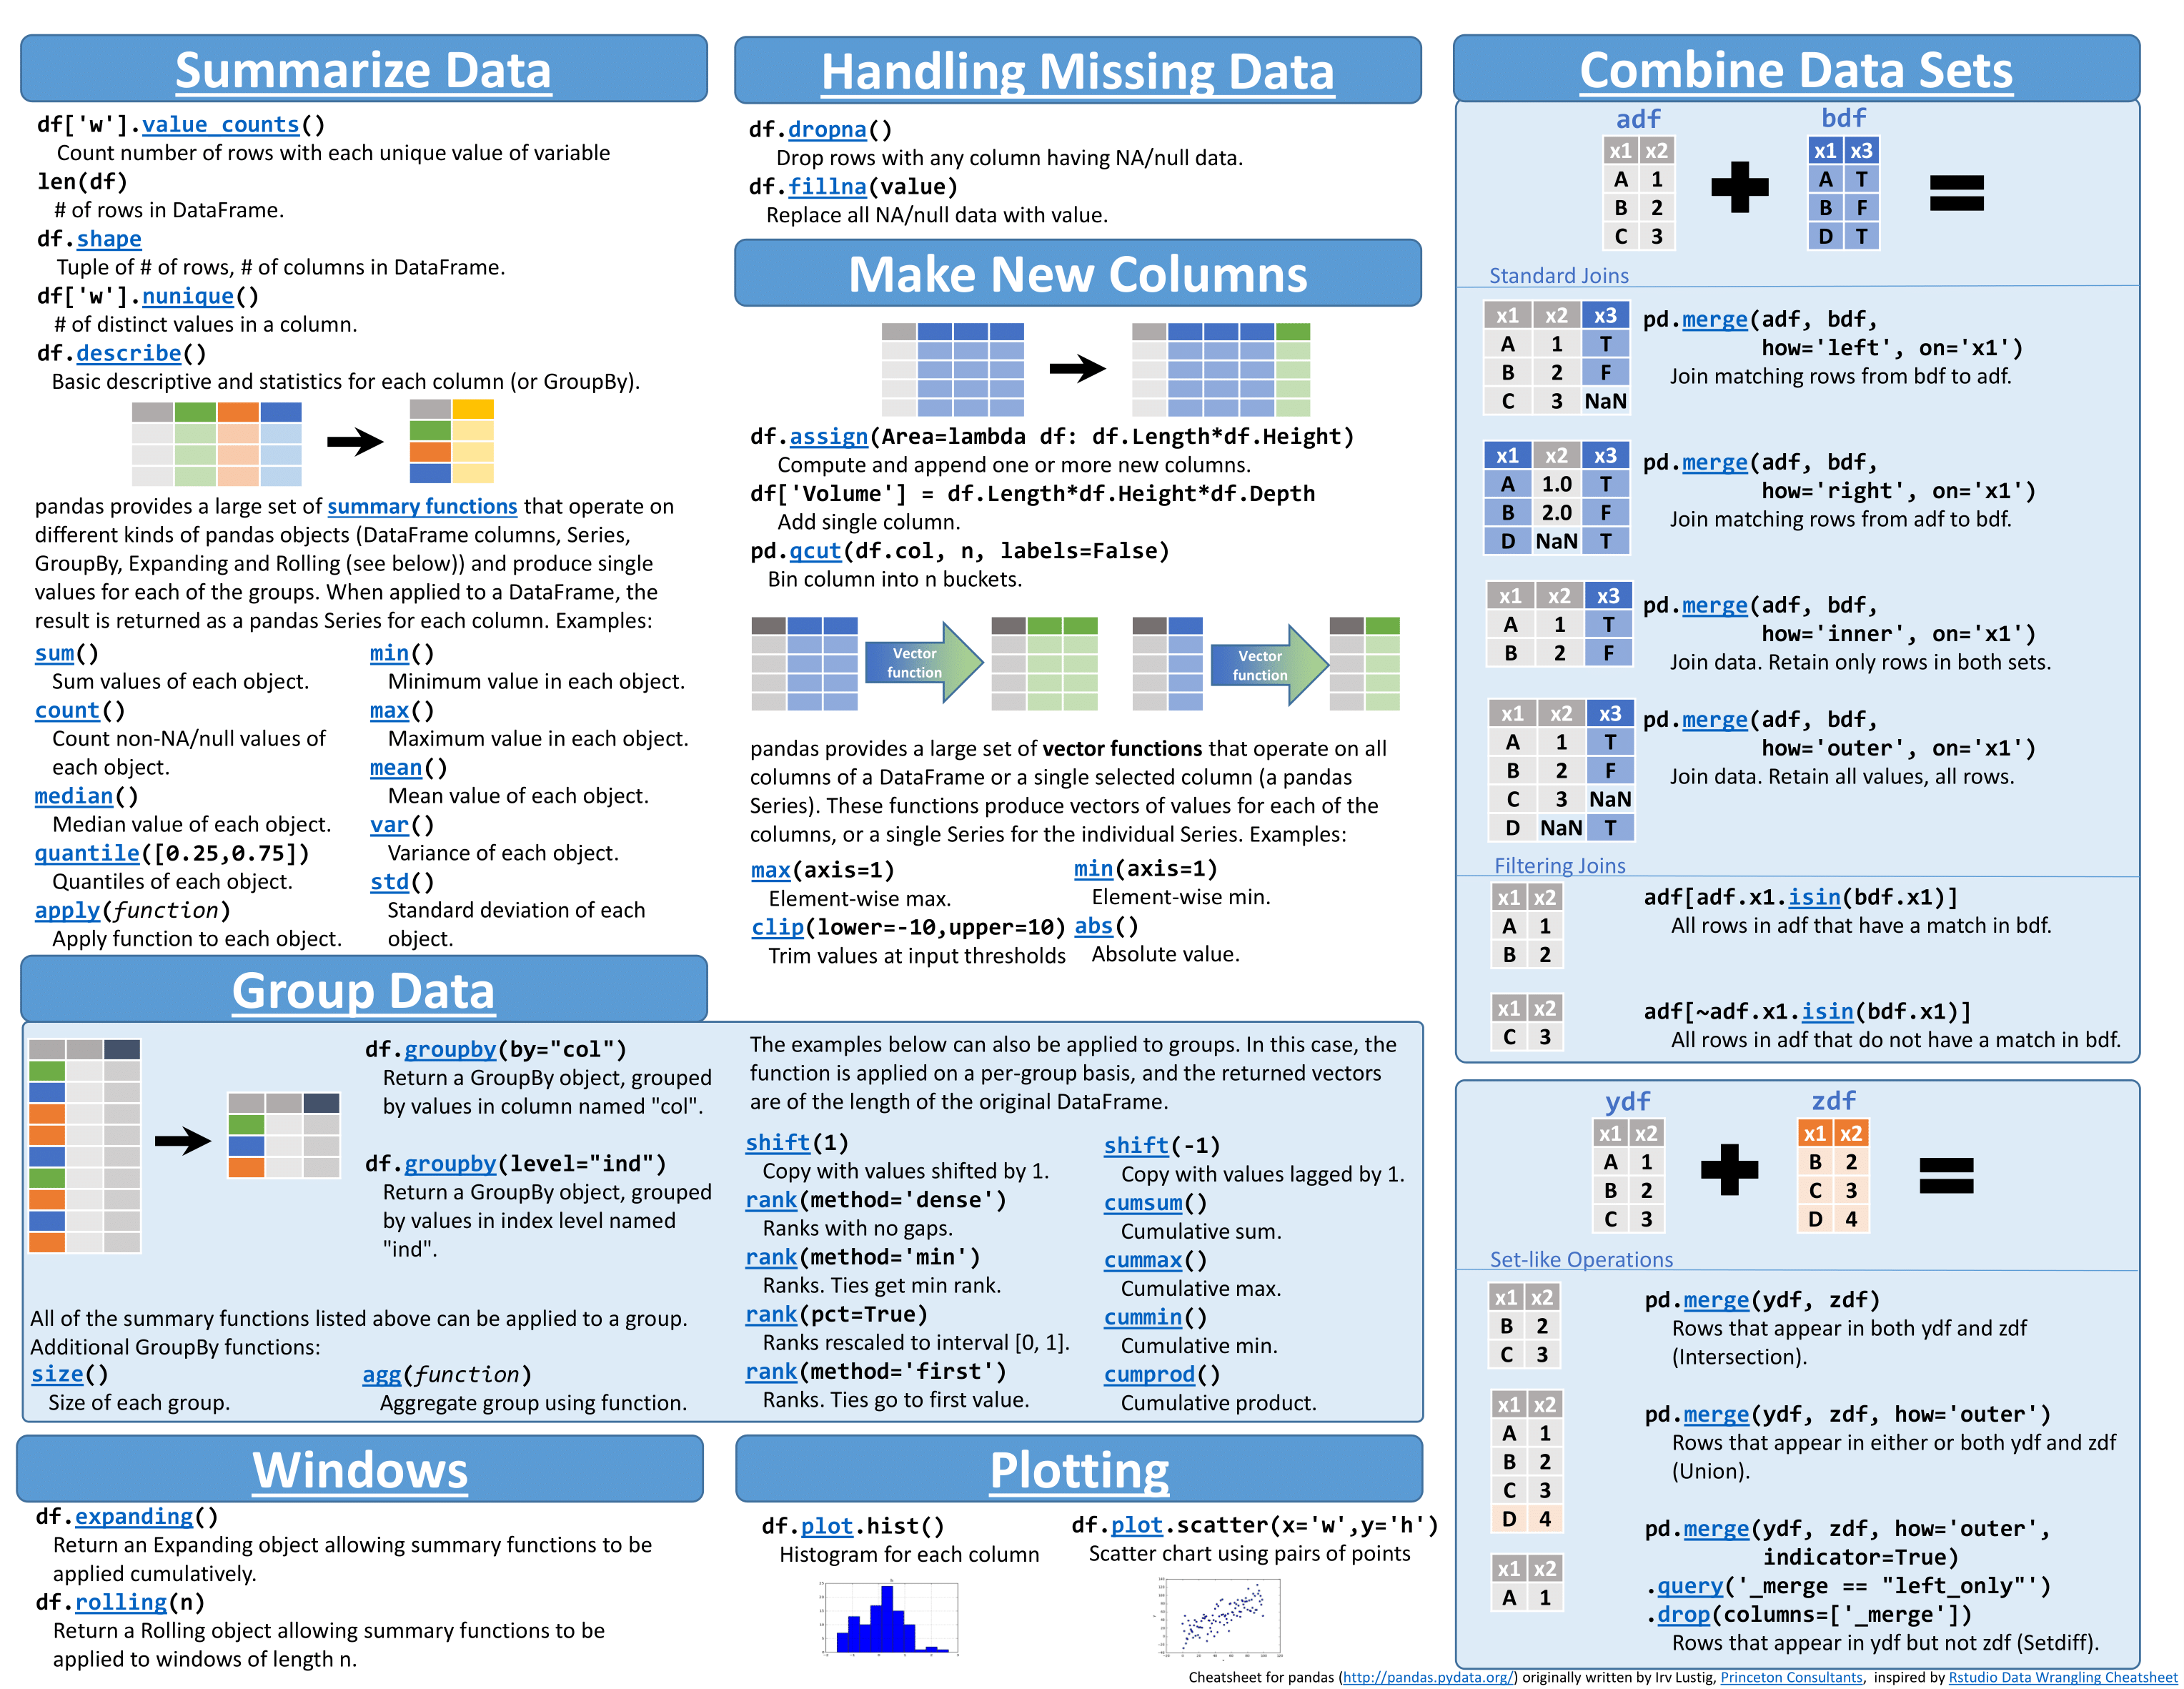 Summarize Data
df['w'].value_counts()
Count number of rows with each unique value of variable
len(df)
# of rows in DataFrame.
df.shape
Tuple of # of rows, # of columns in DataFrame.
df['w'].nunique()
# of distinct values in a column.
df.describe()
Basic descriptive and statistics for each column (or GroupBy).
pandas provides a large set of summary functions that operate on
different kinds of pandas objects (DataFrame columns, Series,
GroupBy, Expanding and Rolling (see below)) and produce single
values for each of the groups. When applied to a DataFrame, the
result is returned as a pandas Series for each column. Examples:
sum()
Sum values of each object.
count()
Count non-NA/null values of
each object.
median()
Median value of each object.
quantile([0.25,0.75])
Quantiles of each object.
apply(function)
Apply function to each object.
min()
Minimum value in each object.
max()
Maximum value in each object.
mean()
Mean value of each object.
var()
Variance of each object.
std()
Standard deviation of each
object.
Group Data
df.groupby(by="col")
Return a GroupBy object, grouped
by values in column named "col".
df.groupby(level="ind")
Return a GroupBy object, grouped
by values in index level named
"ind".
All of the summary functions listed above can be applied to a group.
Additional GroupBy functions:
size()
Size of each group.
agg(function)
Aggregate group using function.
The examples below can also be applied to groups. In this case, the
function is applied on a per-group basis, and the returned vectors
are of the length of the original DataFrame.
shift(1)
Copy with values shifted by 1.
rank(method='dense')
Ranks with no gaps.
rank(method='min')
Ranks. Ties get min rank.
rank(pct=True)
Ranks rescaled to interval [0, 1].
rank(method='first')
Ranks. Ties go to first value.
shift(-1)
Copy with values lagged by 1.
cumsum()
Cumulative sum.
cummax()
Cumulative max.
cummin()
Cumulative min.
cumprod()
Cumulative product.
Windows
df.expanding()
Return an Expanding object allowing summary functions to be
applied cumulatively.
df.rolling(n)
Return a Rolling object allowing summary functions to be
applied to windows of length n.
Handling Missing Data
df.dropna()
Drop rows with any column having NA/null data.
df.fillna(value)
Replace all NA/null data with value.
Make New Columns
df.assign(Area=lambda df: df.Length*df.Height)
Compute and append one or more new columns.
df['Volume'] = df.Length*df.Height*df.Depth
Add single column.
pd.qcut(df.col, n, labels=False)
Bin column into n buckets.
Vector
function
Vector
function
pandas provides a large set of vector functions that operate on all
columns of a DataFrame or a single selected column (a pandas
Series). These functions produce vectors of values for each of the
columns, or a single Series for the individual Series. Examples:
max(axis=1)
Element-wise max.
clip(lower=-10,upper=10)
Trim values at input thresholds
min(axis=1)
Element-wise min.
abs()
Absolute value.
Plotting
df.plot.hist()
Histogram for each column
df.plot.scatter(x='w',y='h')
Scatter chart using pairs of points
Combine Data Sets
adf
x1 x2
A 1
B 2
C 3
bdf
x1 x3
A T
B F
D T
Standard Joins
x1 x2 x3
A 1 T
B 2 F
C 3 NaN
pd.merge(adf, bdf,
how='left', on='x1')
Join matching rows from bdf to adf.
x1 x2 x3
A 1.0 T
B 2.0 F
D NaN T
pd.merge(adf, bdf,
how='right', on='x1')
Join matching rows from adf to bdf.
x1 x2 x3
A 1 T
B 2 F
pd.merge(adf, bdf,
how='inner', on='x1')
Join data. Retain only rows in both sets.
x1 x2 x3
A 1 T
B 2 F
C 3 NaN
D NaN T
pd.merge(adf, bdf,
how='outer', on='x1')
Join data. Retain all values, all rows.
Filtering Joins
x1 x2
A 1
B 2
adf[adf.x1.isin(bdf.x1)]
All rows in adf that have a match in bdf.
x1 x2
C 3
adf[~adf.x1.isin(bdf.x1)]
All rows in adf that do not have a match in bdf.
ydf
x1 x2
A 1
B 2
C 3
zdf
x1 x2
B 2
C 3
D 4
Set-like Operations
x1 x2
B 2
C 3
pd.merge(ydf, zdf)
Rows that appear in both ydf and zdf
(Intersection).
x1 x2
A 1
B 2
C 3
D 4
pd.merge(ydf, zdf, how='outer')
Rows that appear in either or both ydf and zdf
(Union).
x1 x2
A 1
pd.merge(ydf, zdf, how='outer',
indicator=True)
.query('_merge == "left_only"')
.drop(columns=['_merge'])
Rows that appear in ydf but not zdf (Setdiff).
Cheatsheet for pandas (http://pandas.pydata.org/) originally written by Irv Lustig, Princeton Consultants, inspired by Rstudio Data Wrangling Cheatsheet